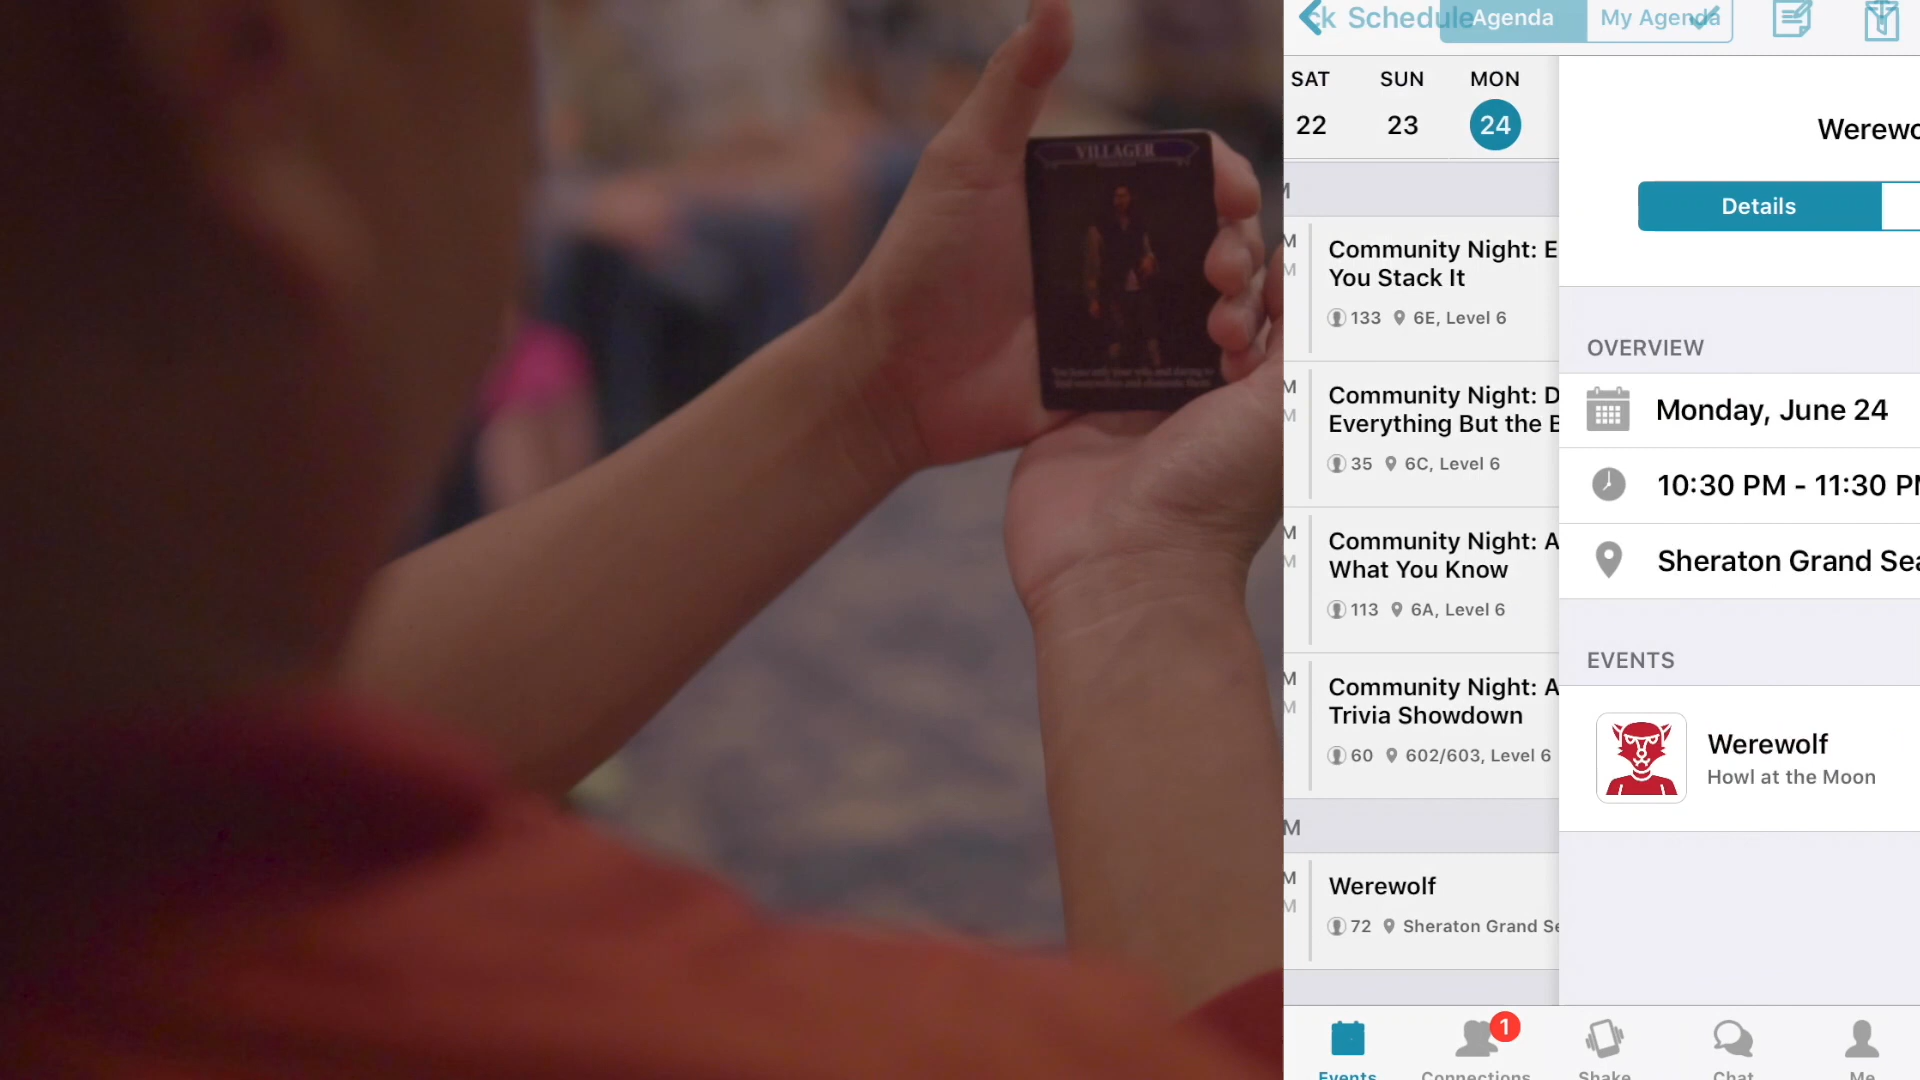 VILLAGER
ck Schedule
Agenda
My Agenda
SAT
SUN
MON
22
23
24
Community Night: E
You Stack It
133
6E, Level 6
Community Night: D
Everything But the B
35
6C, Level 6
Community Night: A
What You Know
113
6A, Level 6
Community Night: A
Trivia Showdown
60
602/603, Level 6
Werewolf
72
Sheraton Grand Se
Werewo
Details
OVERVIEW
Monday, June 24
10:30 PM - 11:30 PM
Sheraton Grand Sea
EVENTS
Werewolf
Howl at the Moon
1
Events
Connections
Shake
Chat
Me